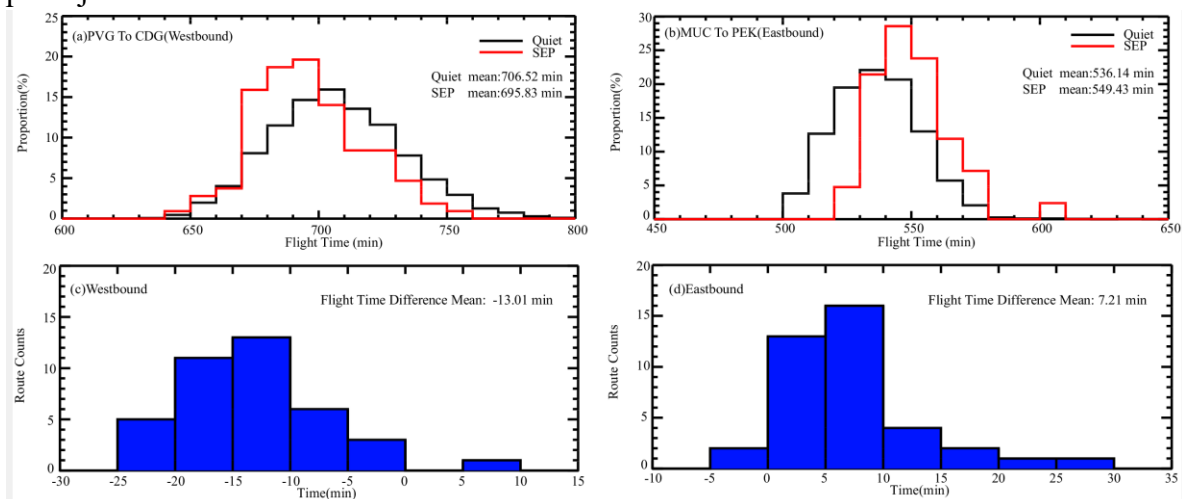 (a)PVG To CDG(Westbound)
Quiet
SEP
Quiet mean:706.52 min
SEP mean:695.83 min
Proportion(%)
25
20
15
10
5
0
600
650
700
750
800
Flight Time (min)
(b)MUC To PEK(Eastbound)
Quiet
SEP
Quiet mean:536.14 min
SEP mean:549.43 min
Proportion(%)
30
25
20
15
10
5
0
450
500
550
600
650
Flight Time (min)
(c)Westbound
Flight Time Difference Mean: -13.01 min
Route Counts
20
15
10
5
0
-30
-25
-20
-15
-10
-5
0
5
10
15
Time(min)
(d)Eastbound
Flight Time Difference Mean: 7.21 min
Route Counts
20
15
10
5
0
-10
-5
0
5
10
15
20
25
30
35
Time(min)